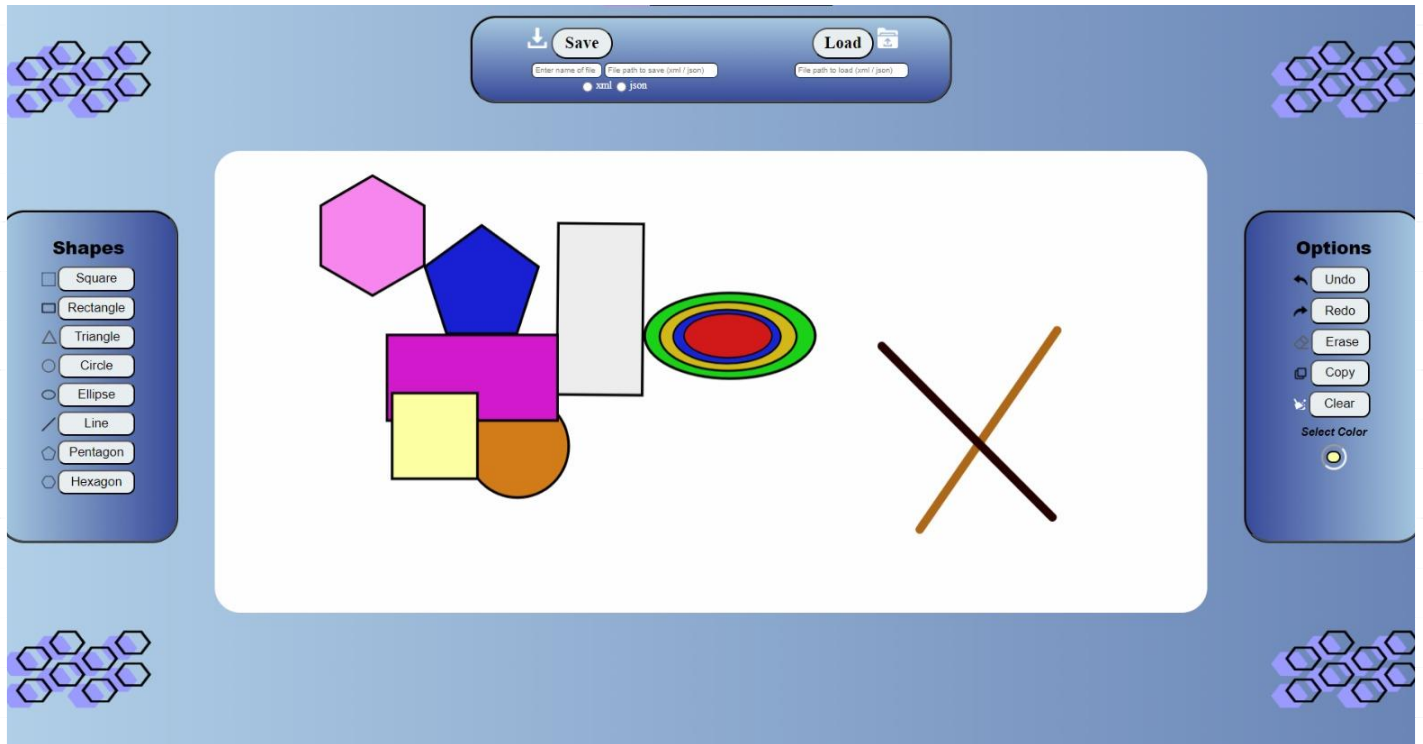 Save
Load
Enter name of file
File path to save (xml / json)
File path to load (xml / json)
xml
json
Shapes
Square
Rectangle
Triangle
Circle
Ellipse
Line
Pentagon
Hexagon
Options
Undo
Redo
Erase
Copy
Clear
Select Color